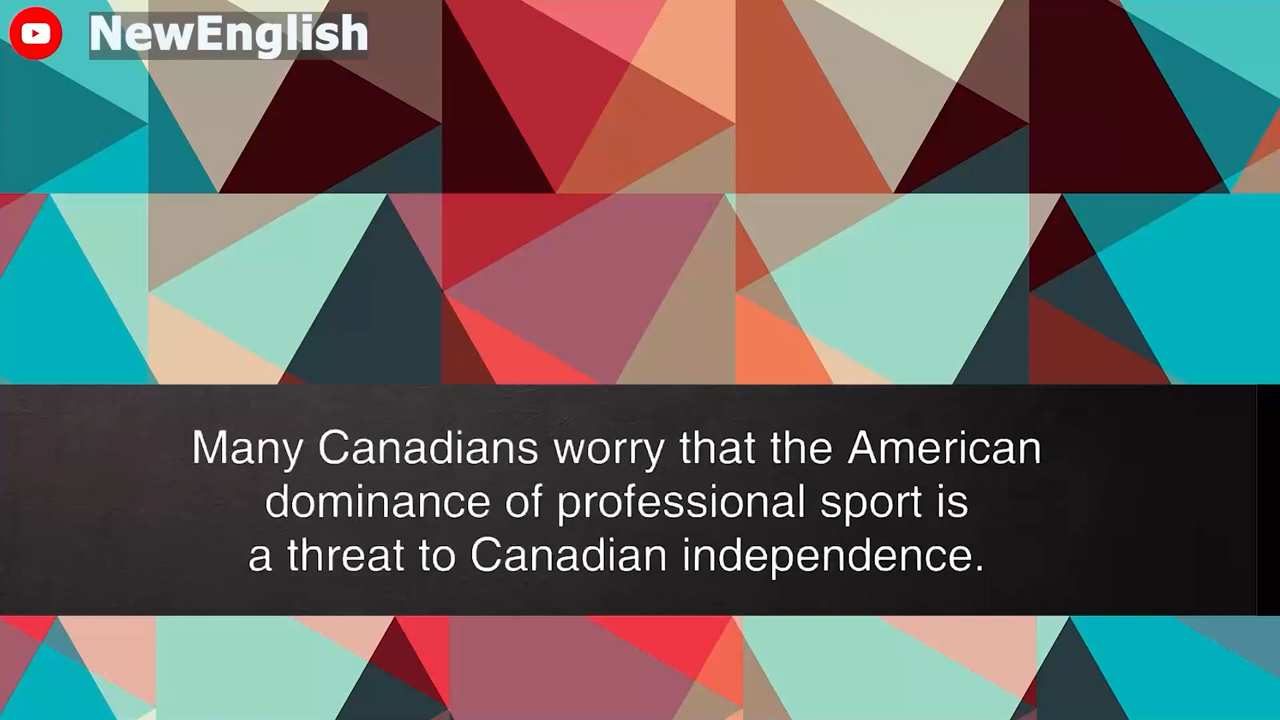 NewEnglish
Many Canadians worry that the American
dominance of professional sport is
a threat to Canadian independence.